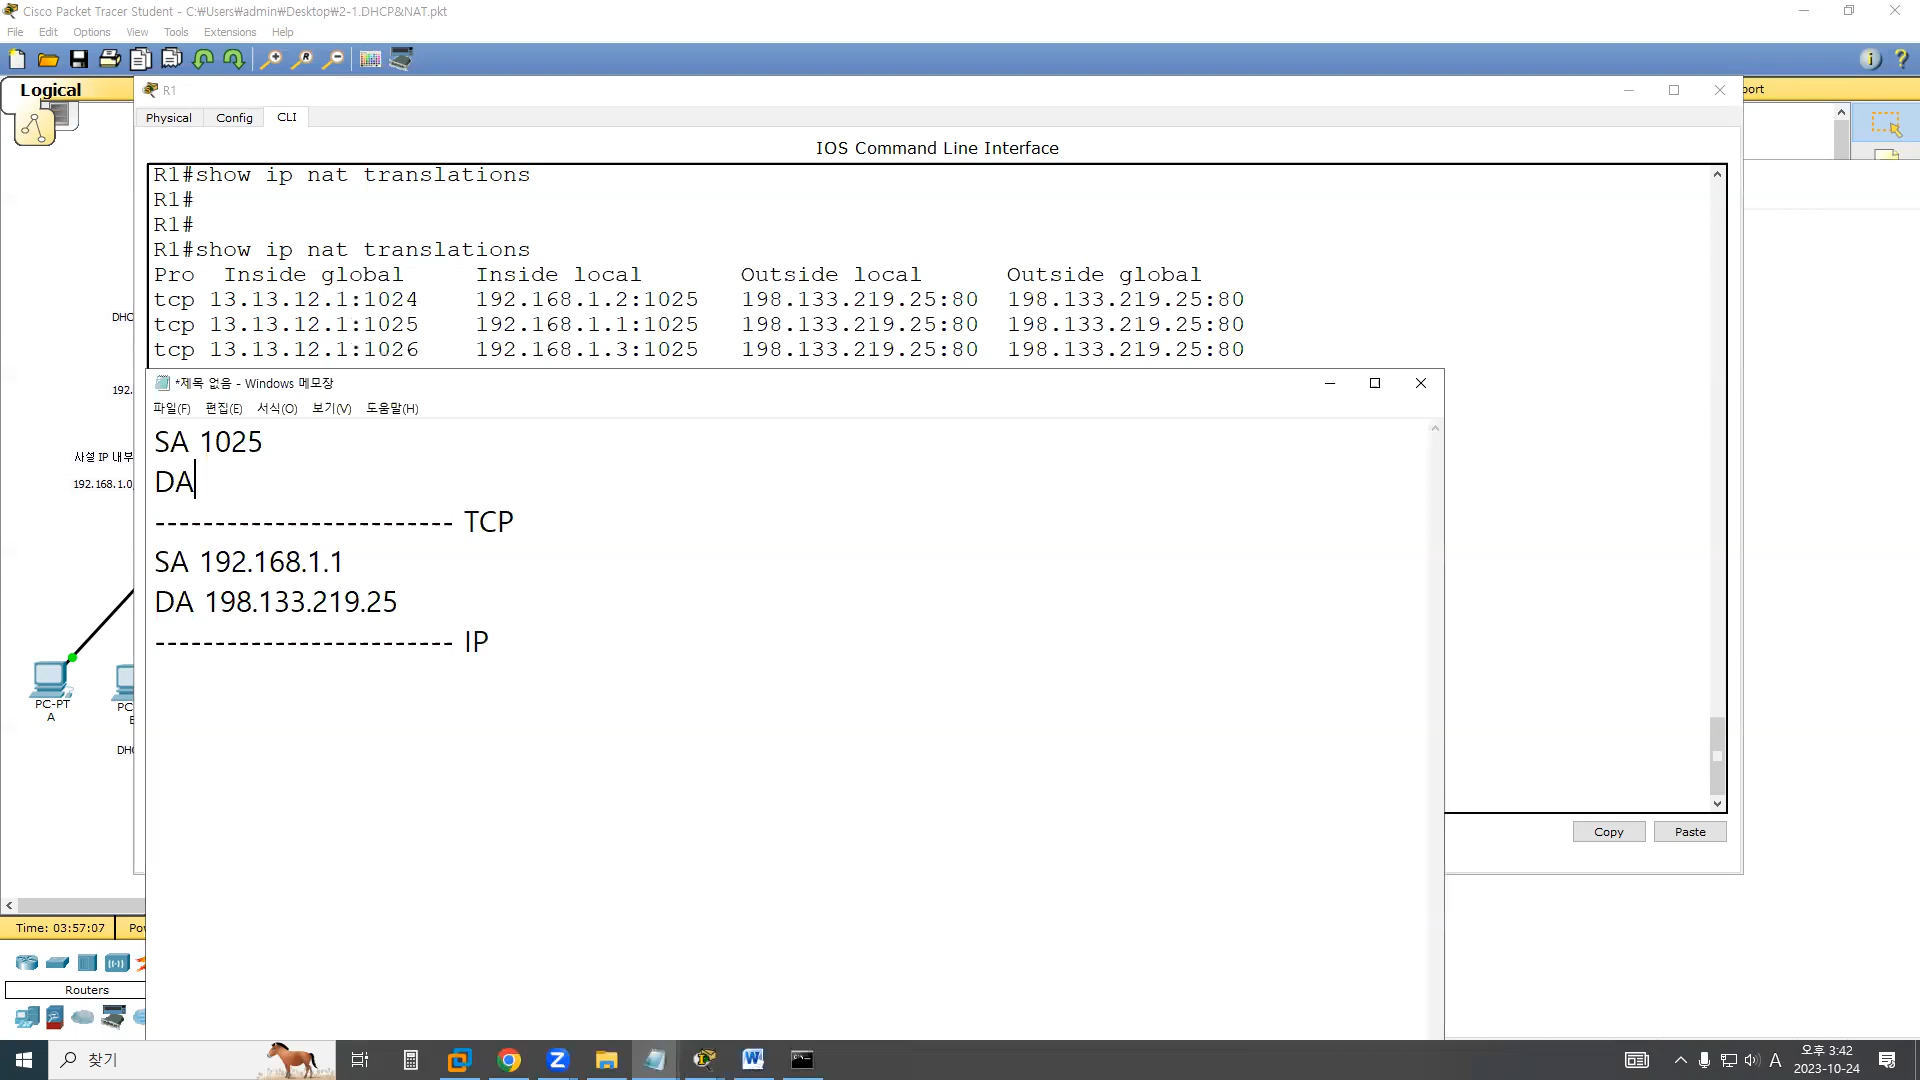 Cisco Packet Tracer Student - C:₩Users₩admin₩Desktop₩2-1.DHCP&NAT.pkt
File Edit Options View Tools Extensions Help
Logical
R1
port
Physical Config CLI
IOS Command Line Interface
R1#show ip nat translations
R1#
R1#
R1#show ip nat translations
Pro Inside global Inside local Outside local Outside global
tcp 13.13.12.1:1024 192.168.1.2:1025 198.133.219.25:80 198.133.219.25:80
tcp 13.13.12.1:1025 192.168.1.1:1025 198.133.219.25:80 198.133.219.25:80
tcp 13.13.12.1:1026 192.168.1.3:1025 198.133.219.25:80 198.133.219.25:80
DHC
192.
사설 IP 내부
192.168.1.0
*제목 없음 - Windows 메모장
파일(F) 편집(E) 서식(O) 보기(V) 도움말(H)
SA 1025
DA
------------------------- TCP
SA 192.168.1.1
DA 198.133.219.25
------------------------- IP
PC-PT
A
PC
DH
Copy Paste
Time: 03:57:07 Po
Routers
찾기
A
오후 3:42
2023-10-24